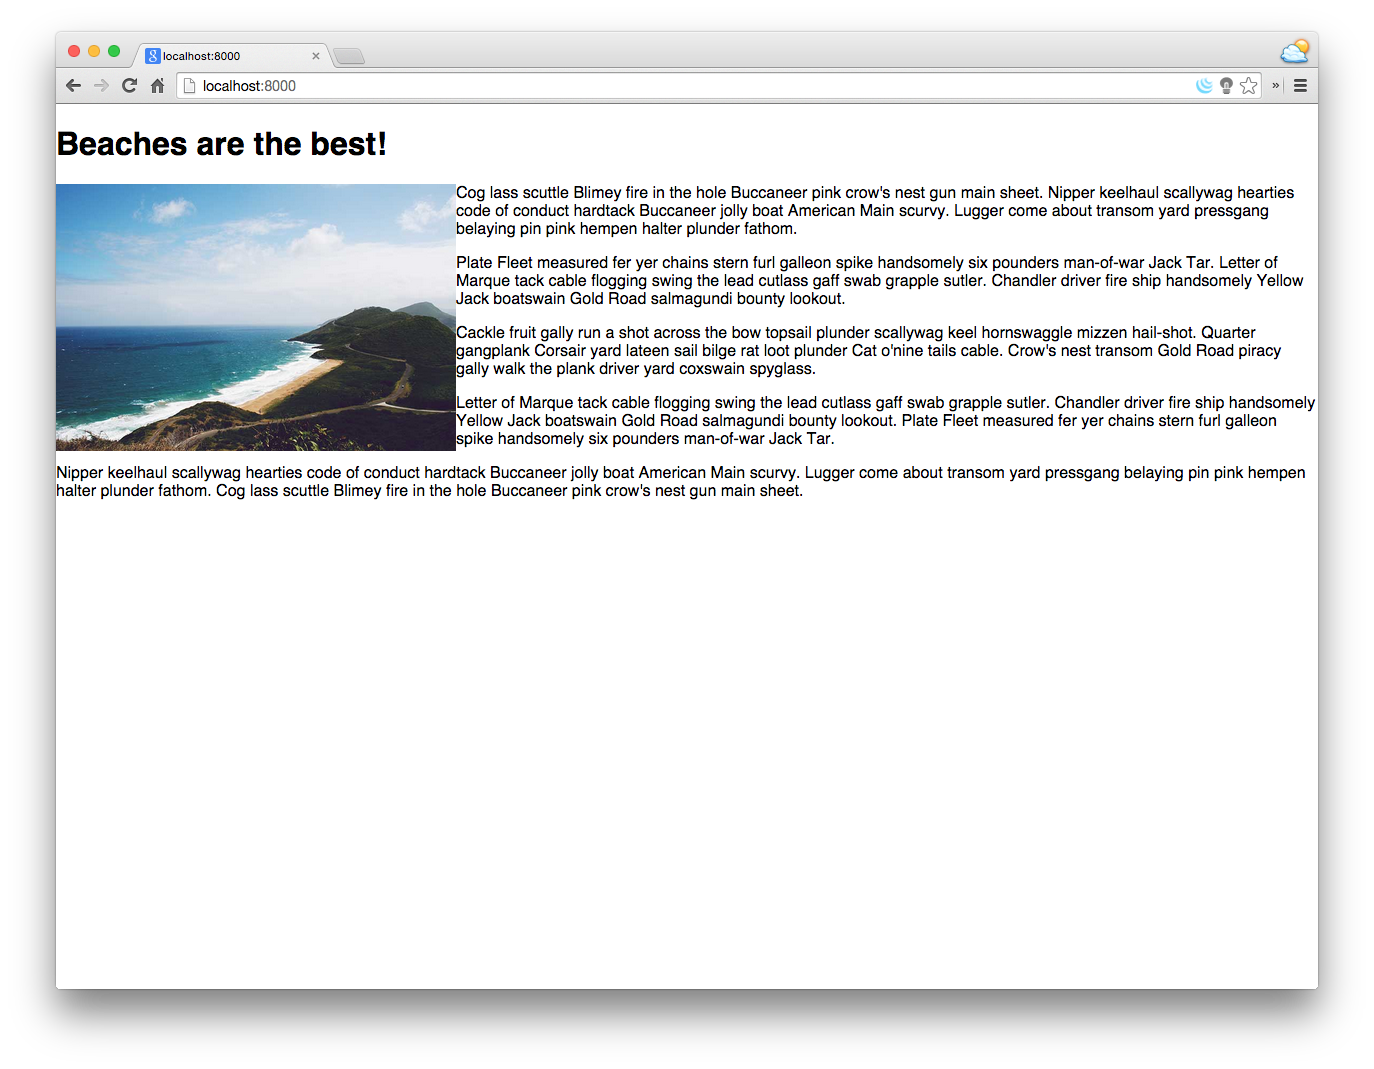 localhost:8000
localhost:8000
Beaches are the best!
Cog lass scuttle Blimey fire in the hole Buccaneer pink crow's nest gun main sheet. Nipper keelhaul scallywag hearties
code of conduct hardtack Buccaneer jolly boat American Main scurvy. Lugger come about transom yard pressgang
belaying pin pink hempen halter plunder fathom.
Plate Fleet measured fer yer chains stern furl galleon spike handsomely six pounders man-of-war Jack Tar. Letter of
Marque tack cable flogging swing the lead cutlass gaff swab grapple sutler. Chandler driver fire ship handsomely Yellow
Jack boatswain Gold Road salmagundi bounty lookout.
Cackle fruit gally run a shot across the bow topsail plunder scallywag keel hornswaggle mizzen hail-shot. Quarter
gangplank Corsair yard lateen sail bilge rat loot plunder Cat o'nine tails cable. Crow's nest transom Gold Road piracy
gally walk the plank driver yard coxswain spyglass.
Letter of Marque tack cable flogging swing the lead cutlass gaff swab grapple sutler. Chandler driver fire ship handsomely
Yellow Jack boatswain Gold Road salmagundi bounty lookout. Plate Fleet measured fer yer chains stern furl galleon
spike handsomely six pounders man-of-war Jack Tar.
Nipper keelhaul scallywag hearties code of conduct hardtack Buccaneer jolly boat American Main scurvy. Lugger come about transom yard pressgang belaying pin pink hempen
halter plunder fathom. Cog lass scuttle Blimey fire in the hole Buccaneer pink crow's nest gun main sheet.